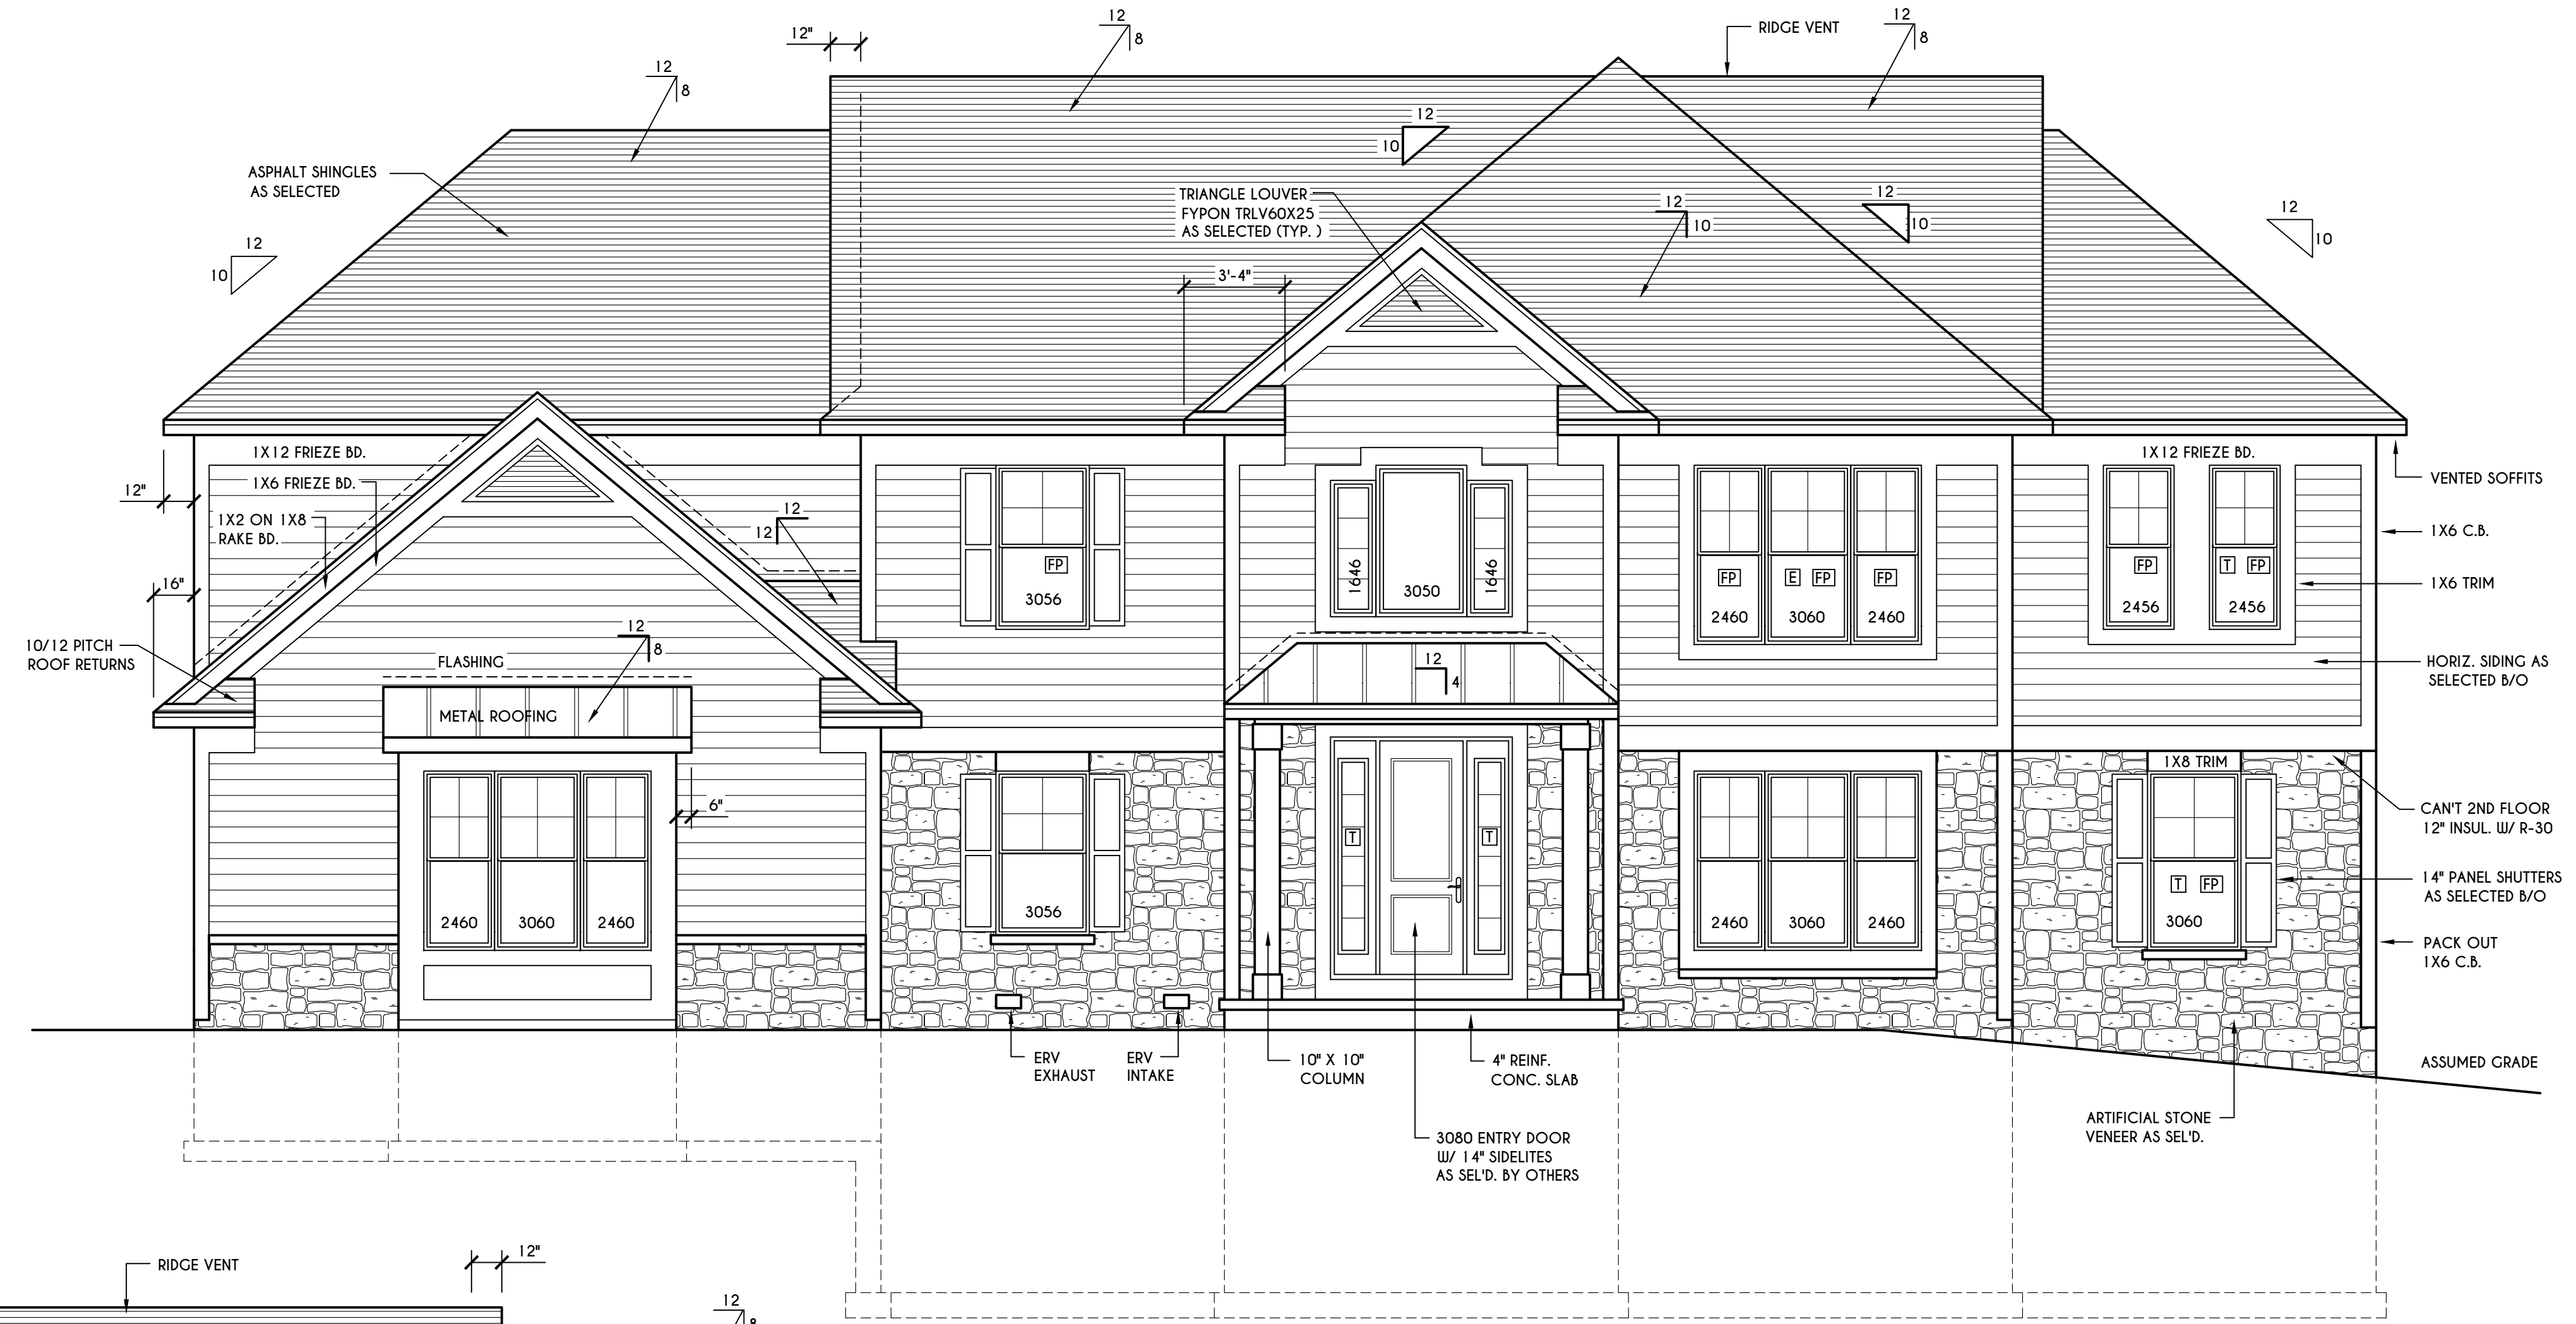 12
8
12"
12
8
RIDGE VENT
12
8
12
10
ASPHALT SHINGLES
AS SELECTED
TRIANGLE LOUVER
FYPON TRLV60X25
AS SELECTED (TYP. )
12
10
12
10
12
10
12
10
3'-4"
1X12 FRIEZE BD.
1X6 FRIEZE BD.
12"
1X2 ON 1X8
RAKE BD.
12
12
16"
10/12 PITCH
ROOF RETURNS
FLASHING
12
8
METAL ROOFING
FP
3056
1646
3050
1646
12
4
FP
E
FP
FP
2460
3060
2460
1X12 FRIEZE BD.
FP
T
FP
2456
2456
VENTED SOFFITS
1X6 C.B.
1X6 TRIM
HORIZ. SIDING AS
SELECTED B/O
1X8 TRIM
CAN'T 2ND FLOOR
12" INSUL. W/ R-30
14" PANEL SHUTTERS
AS SELECTED B/O
PACK OUT
1X6 C.B.
6"
2460
3060
2460
3056
T
T
2460
3060
2460
T
FP
3060
ERV
EXHAUST
ERV
INTAKE
10" X 10"
COLUMN
4" REINF.
CONC. SLAB
ASSUMED GRADE
3080 ENTRY DOOR
W/ 14" SIDELITES
AS SEL'D. BY OTHERS
ARTIFICIAL STONE
VENEER AS SEL'D.
RIDGE VENT
12"
12
8